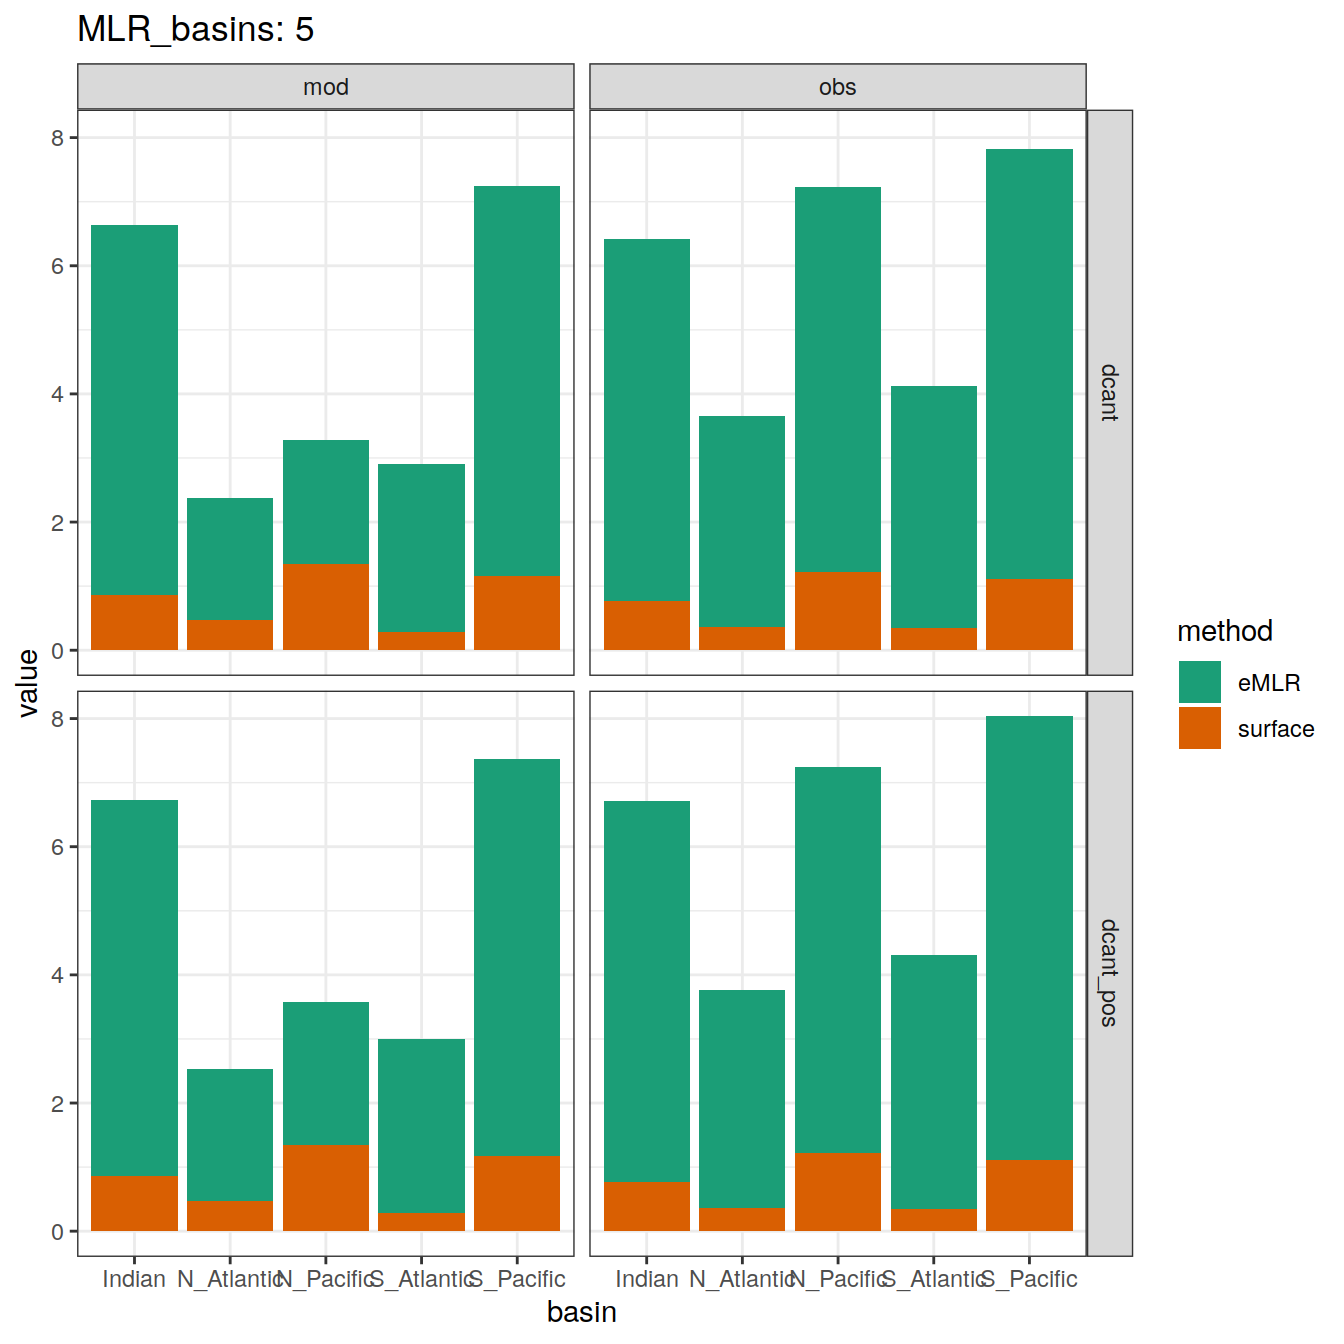 MLR_basins: 5
mod
obs
8
6
4
2
0
dcant
value
8
6
4
2
0
dcant_pos
Indian N_Atlantic N_Pacific S_Atlantic S_Pacific
Indian N_Atlantic N_Pacific S_Atlantic S_Pacific
basin
method
eMLR
surface